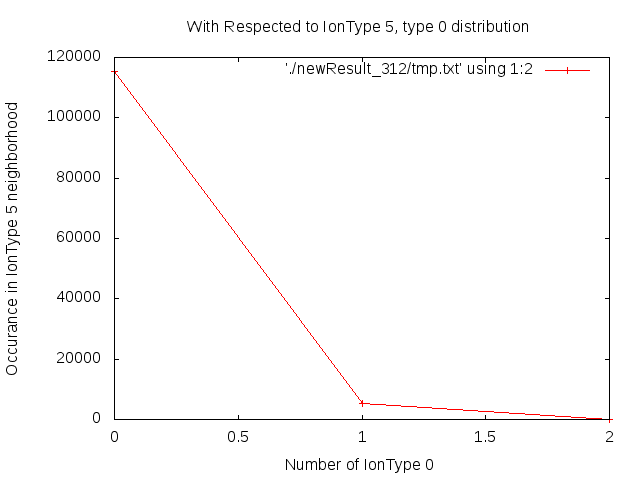 With Respected to IonType 5, type 0 distribution
'./newResult_312/tmp.txt' using 1:2
Occurance in IonType 5 neighborhood
120000
100000
80000
60000
40000
20000
0
0 0.5 1 1.5 2
Number of IonType 0